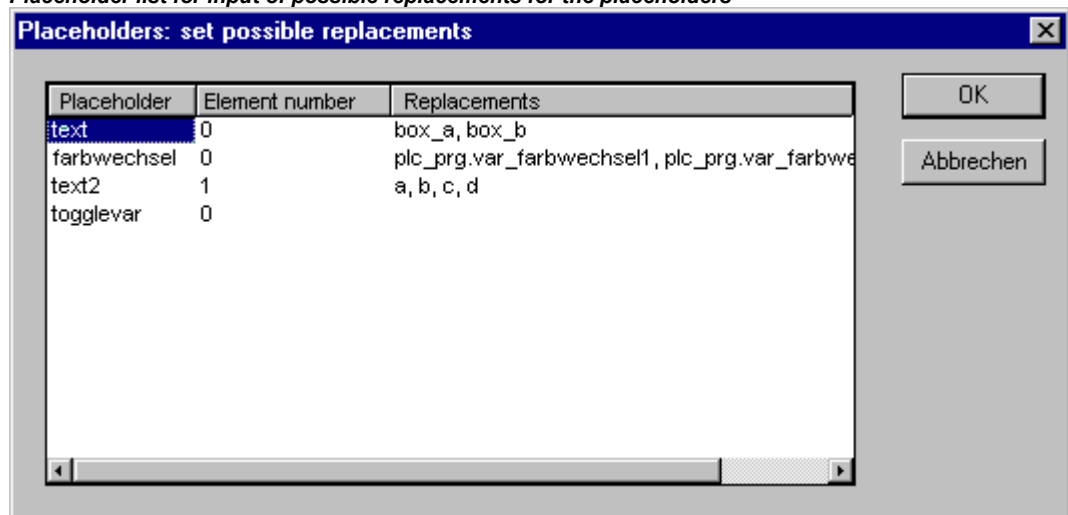 Placeholder list for input of possible replacements for the placeholders
Placeholders: set possible replacements
OK
Placeholder Element number Replacements
text 0 box_a, box_b
farbwechsel 0 plc_prg.var_farbwechsel1, plc_prg.var_farbwe
Abbrechen
text2 1 a, b, c, d
togglevar 0